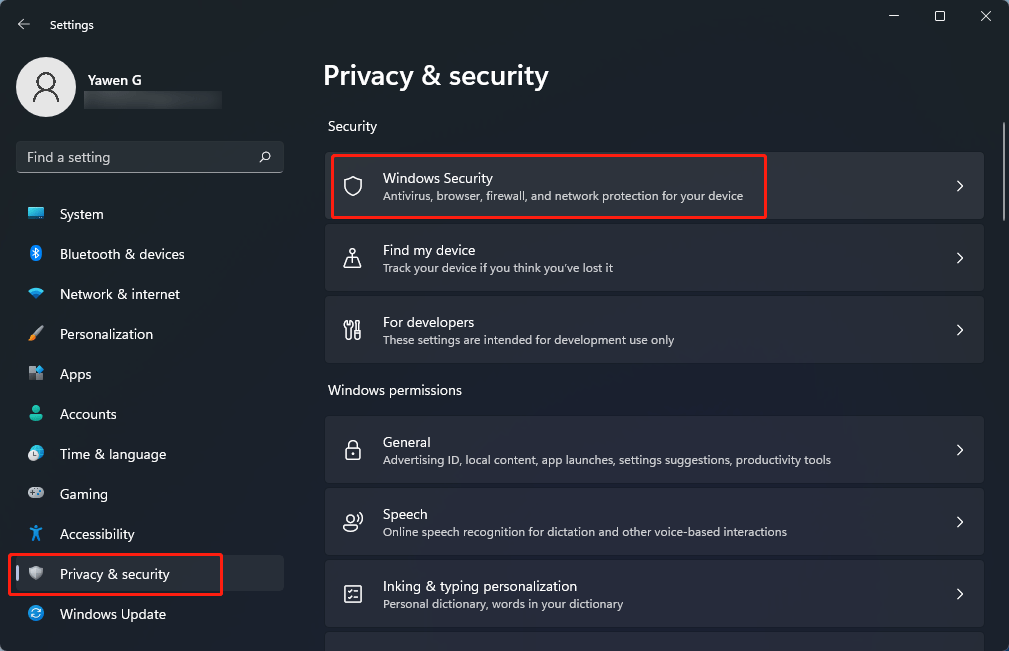 Settings
Yawen G
Find a setting
System
Bluetooth & devices
Network & internet
Personalization
Apps
Accounts
Time & language
Gaming
Accessibility
Privacy & security
Windows Update
Privacy & security
Security
Windows Security
Antivirus, browser, firewall, and network protection for your device
Find my device
Track your device if you think you’ve lost it
For developers
These settings are intended for development use only
Windows permissions
General
Advertising ID, local content, app launches, settings suggestions, productivity tools
Speech
Online speech recognition for dictation and other voice-based interactions
Inking & typing personalization
Personal dictionary, words in your dictionary